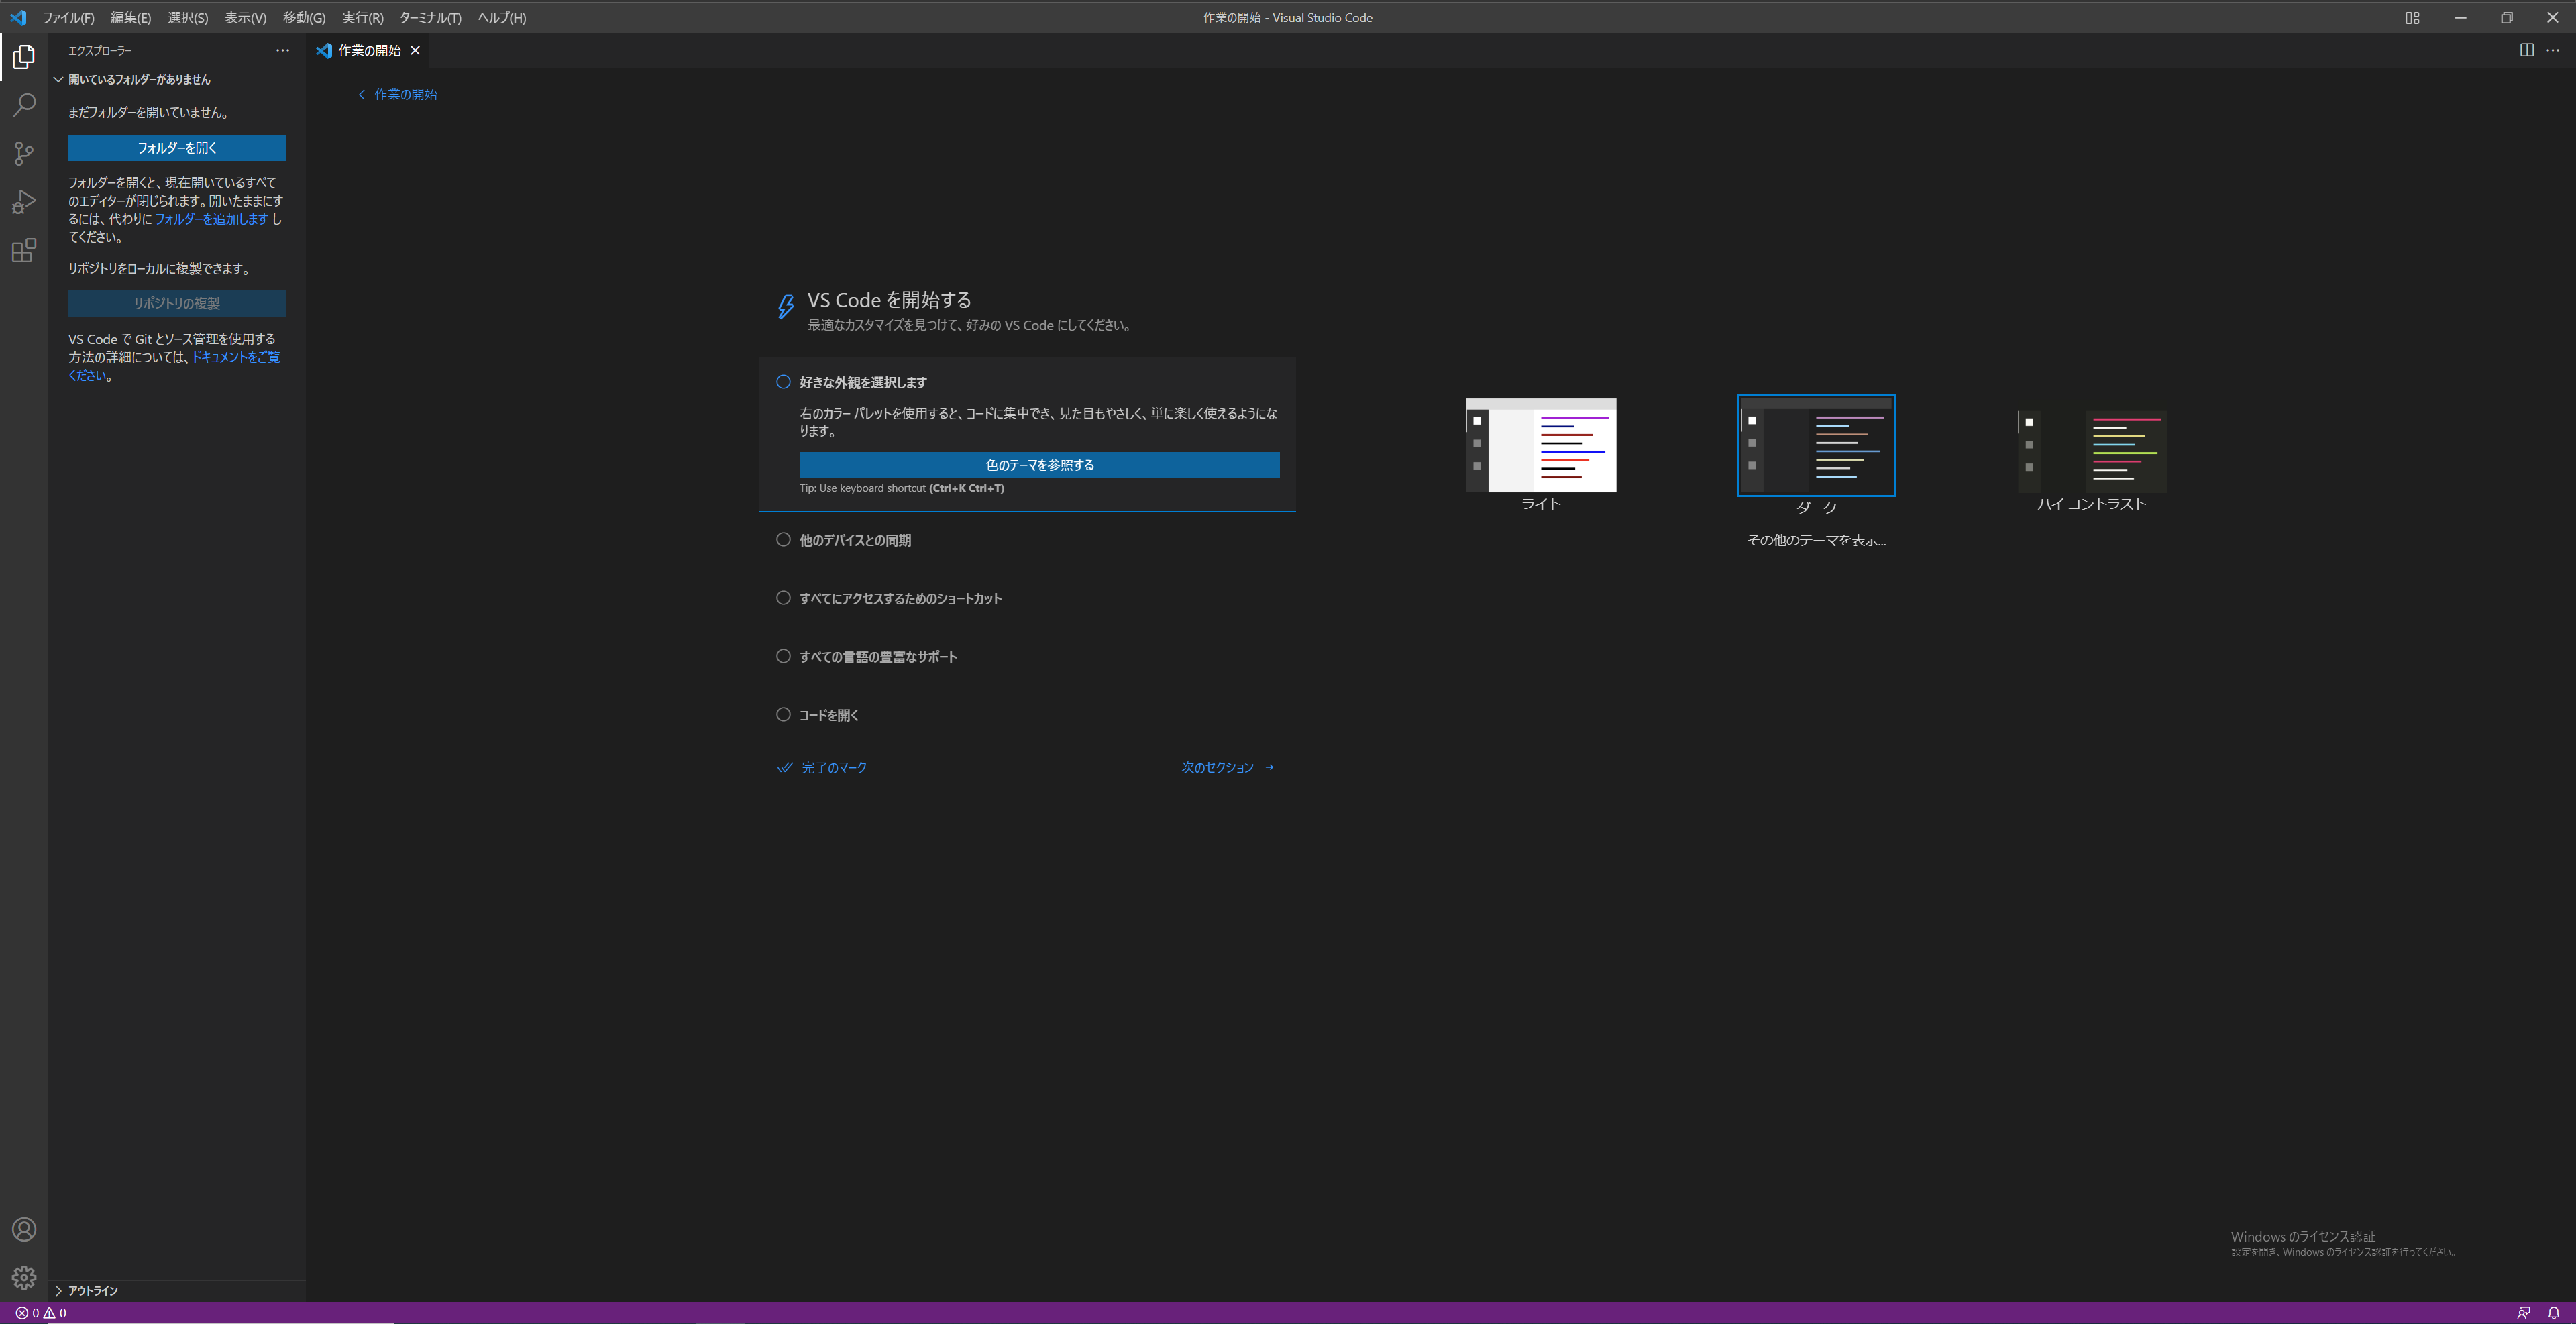 ファイル(F) 編集(E) 選択(S) 表示(V) 移動(G) 実行(R) ターミナル(T) ヘルプ(H)
作業の開始 - Visual Studio Code
エクスプローラー
作業の開始
開いているフォルダーがありません
まだフォルダーを開いていません。
フォルダーを開く
フォルダーを開くと、現在開いているすべて
のエディターが閉じられます。開いたままにす
るには、代わりに フォルダーを追加します し
てください。
リポジトリをローカルに複製できます。
リポジトリの複製
VS Code で Git とソース管理を使用する
方法の詳細については、ドキュメントをご覧
ください。
アウトライン
作業の開始
VS Code を開始する
最適なカスタマイズを見つけて、好みの VS Code にしてください。
好きな外観を選択します
右のカラー パレットを使用すると、コードに集中でき、見た目もやさしく、単に楽しく使えるようにな
ります。
色のテーマを参照する
Tip: Use keyboard shortcut (Ctrl+K Ctrl+T)
他のデバイスとの同期
すべてにアクセスするためのショートカット
すべての言語の豊富なサポート
コードを開く
完了のマーク
次のセクション
ライト
ダーク
ハイ コントラスト
その他のテーマを表示...
Windows のライセンス認証
設定を開き、Windows のライセンス認証を行ってください。
0 0